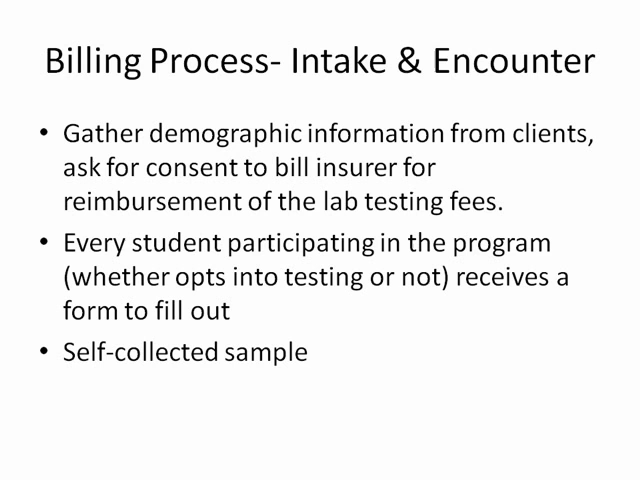 Billing Process- Intake & Encounter
• Gather demographic information from clients,
ask for consent to bill insurer for
reimbursement of the lab testing fees.
• Every student participating in the program
(whether opts into testing or not) receives a
form to fill out
• Self-collected sample